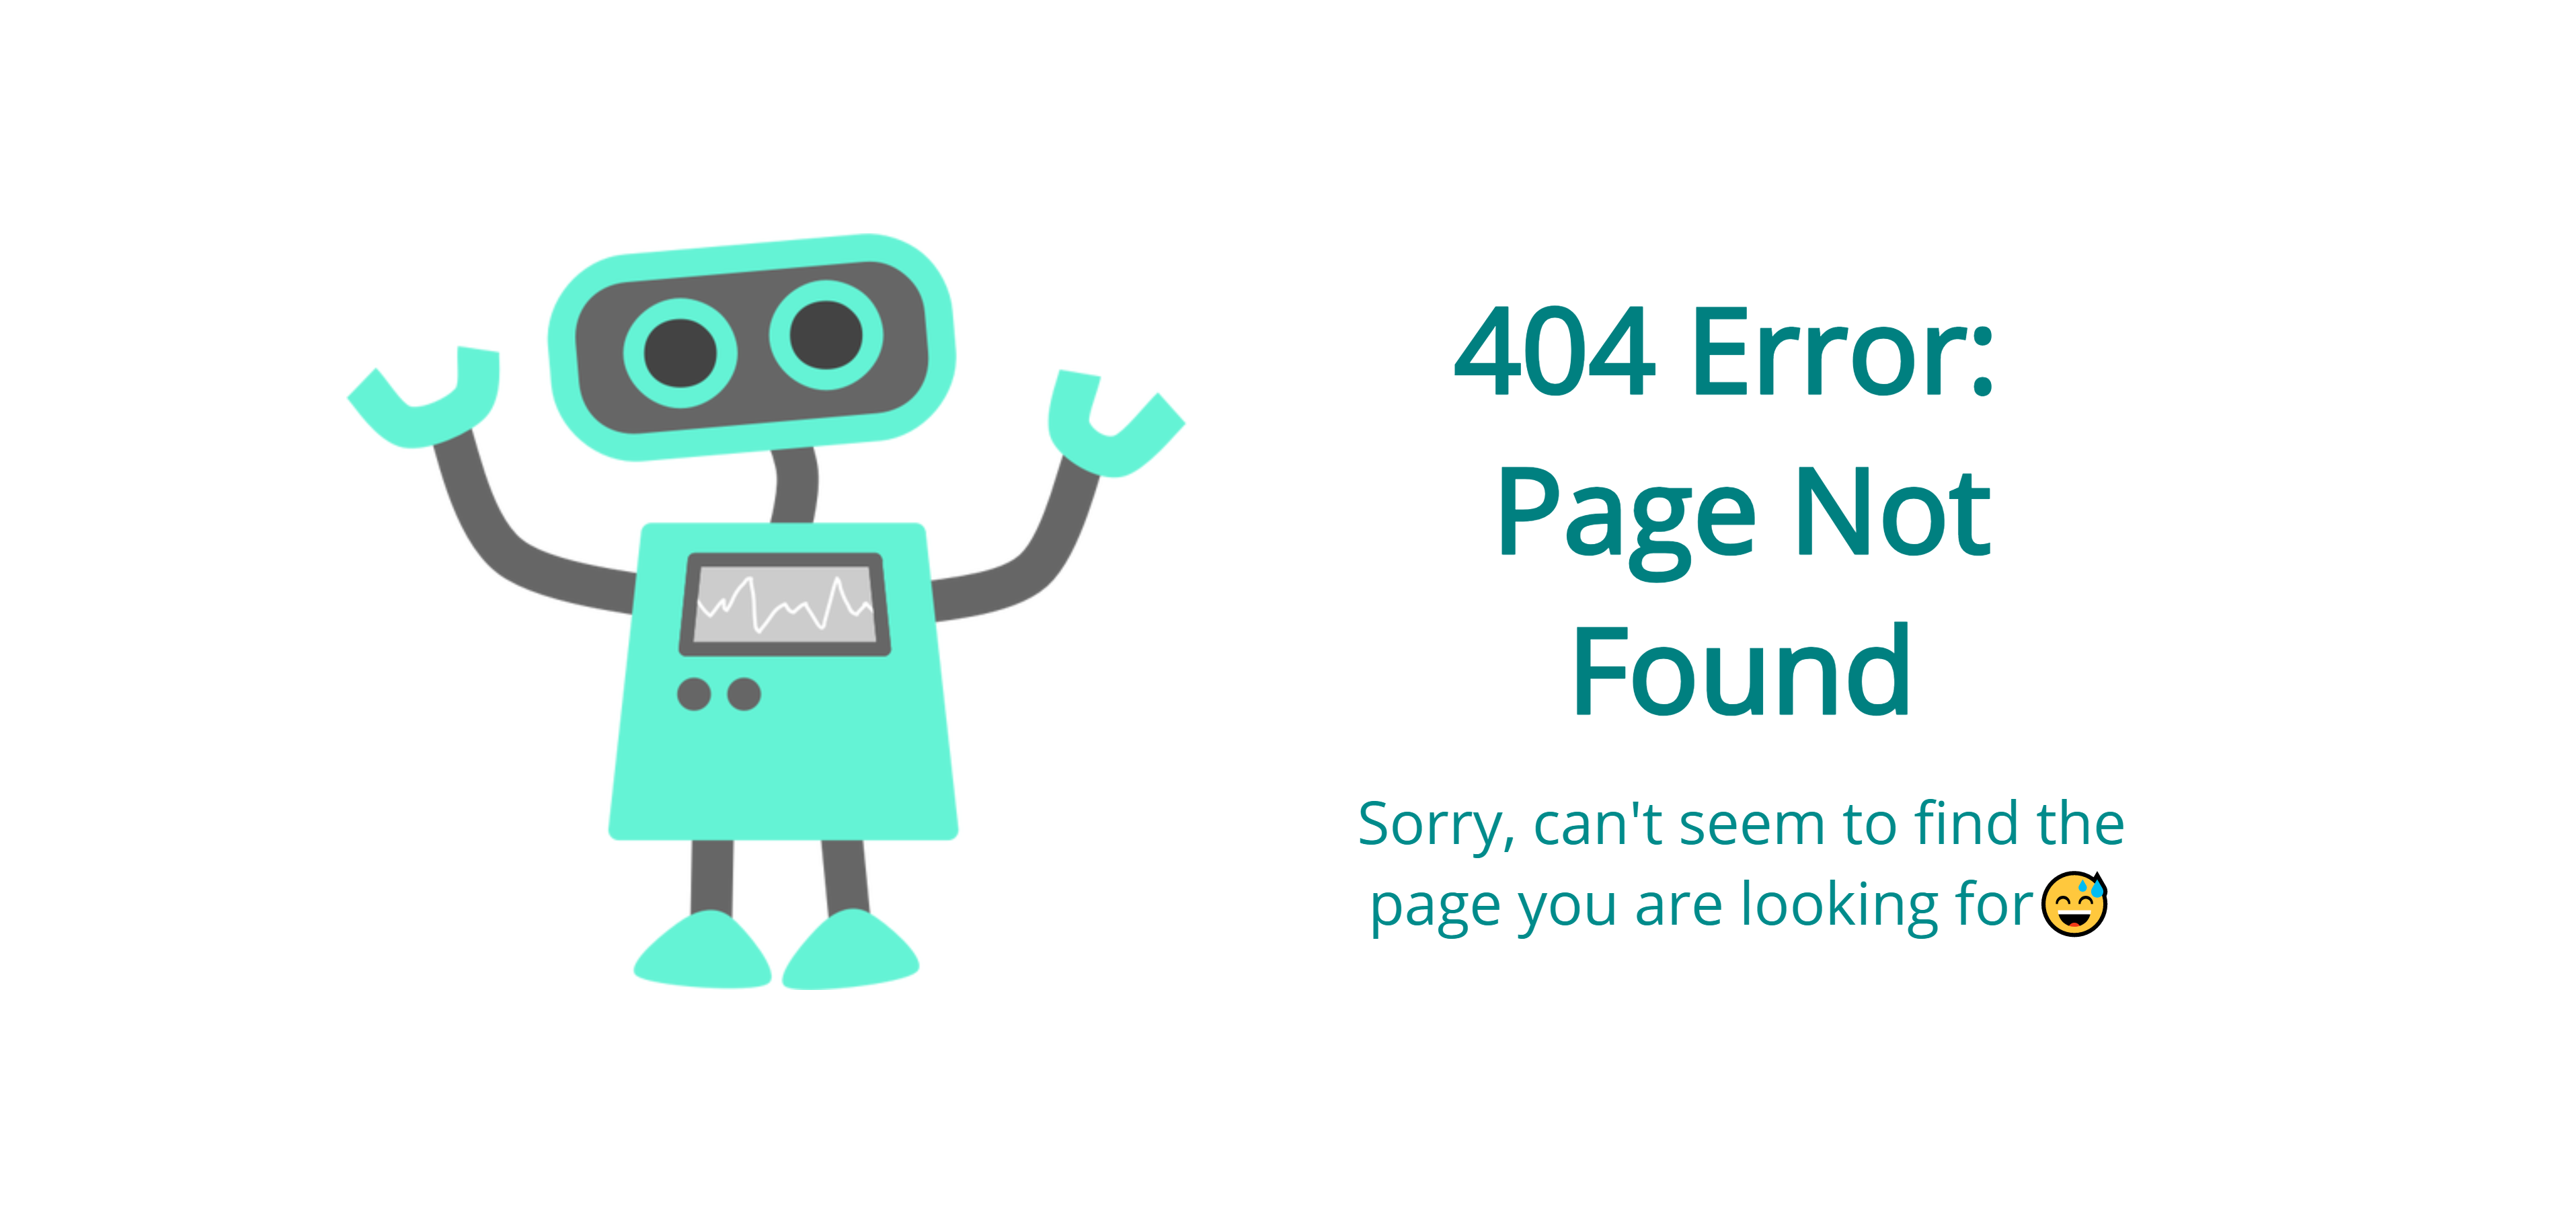 404 Error:
Page Not
Found
Sorry, can't seem to find the
page you are looking for😅